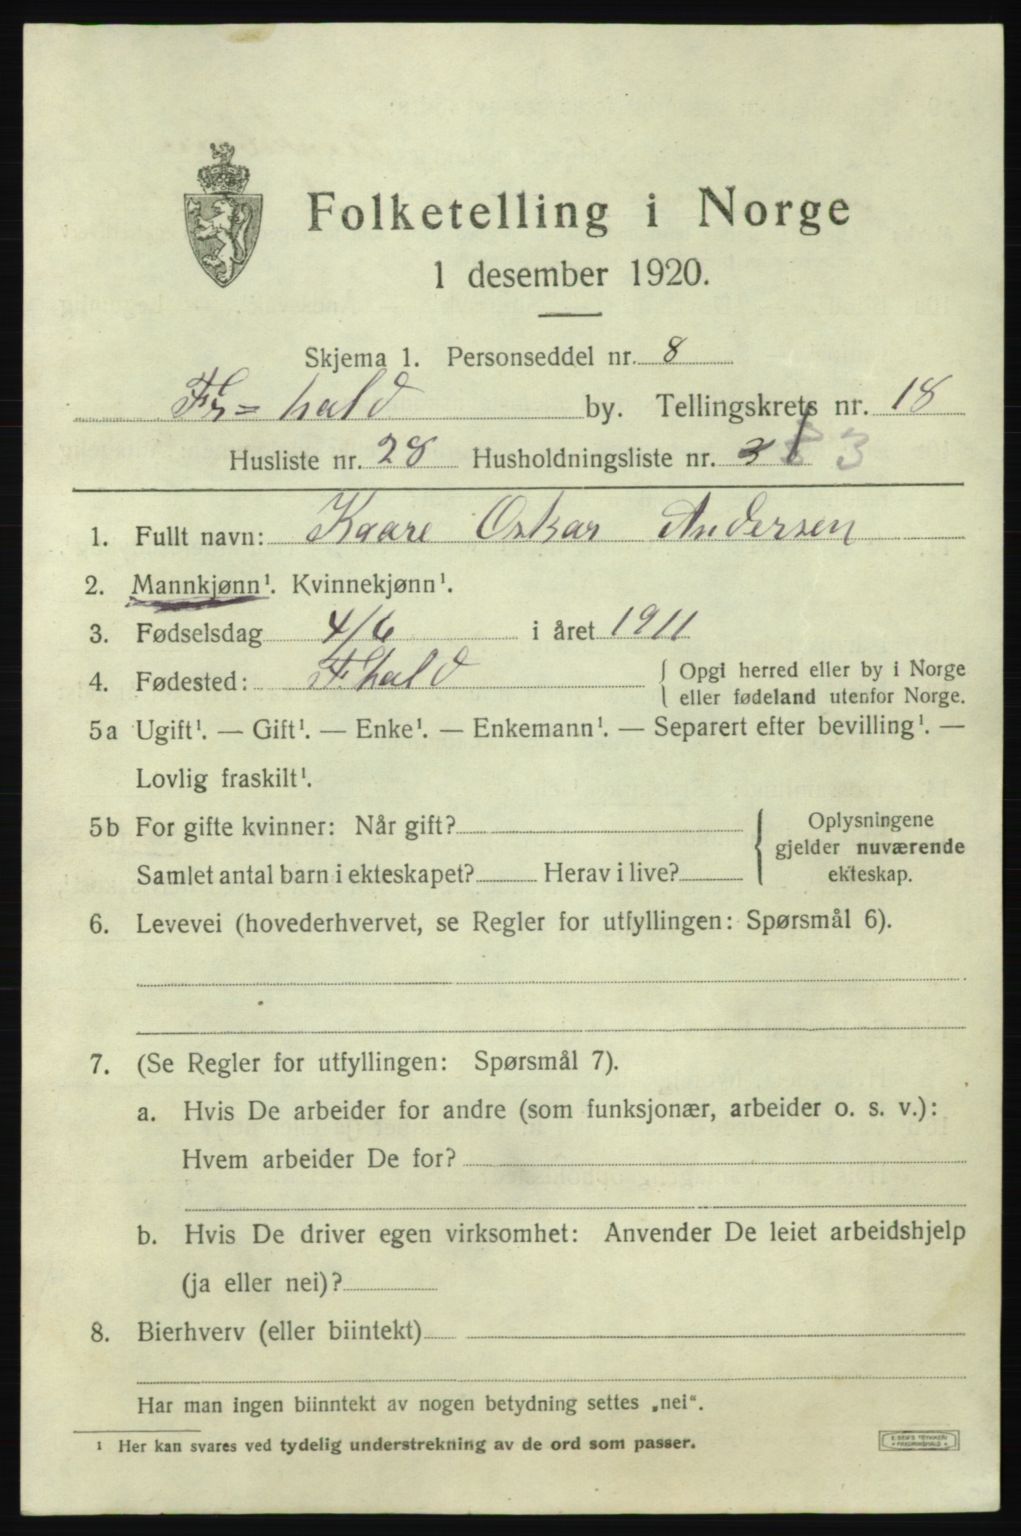 Folketelling i Norge
1 desember 1920.
Skjema 1. Personseddel nr. 8
Fr=hald by. Tellingskrets nr. 18
Husliste nr. 28 Husholdningsliste nr. 3
1. Fullt navn: Kaare Oskar Andersen
2. Mannkjønn¹. Kvinnekjønn¹.
3. Fødselsdag 4/6 i året 1911
4. Fødested: F.hald { Opgi herred eller by i Norge
eller fødeland utenfor Norge.
5a Ugift¹. — Gift¹. — Enke¹. — Enkemann¹. — Separert efter bevilling¹. —
Lovlig fraskilt¹.
5b For gifte kvinner: Når gift? { Oplysningene
gjelder nuværende
Samlet antal barn i ekteskapet? Herav i live? ekteskap.
6. Levevei (hovederhvervet, se Regler for utfyllingen: Spørsmål 6).
7. (Se Regler for utfyllingen: Spørsmål 7).
a. Hvis De arbeider for andre (som funksjonær, arbeider o. s. v.):
Hvem arbeider De for?
b. Hvis De driver egen virksomhet: Anvender De leiet arbeidshjelp
(ja eller nei)?
8. Bierhverv (eller biintekt)
Har man ingen biinntekt av nogen betydning settes „nei“.
¹ Her kan svares ved tydelig understrekning av de ord som passer.